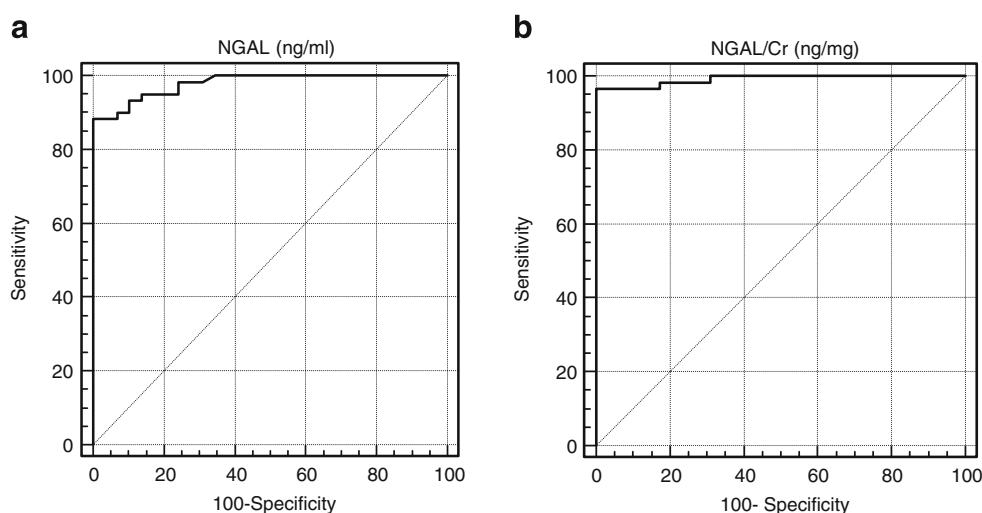 a
NGAL (ng/ml)
100
80
60
40
20
0
Sensitivity
0 20 40 60 80 100
100-Specificity
b
NGAL/Cr (ng/mg)
100
80
60
40
20
0
Sensitivity
0 20 40 60 80 100
100- Specificity